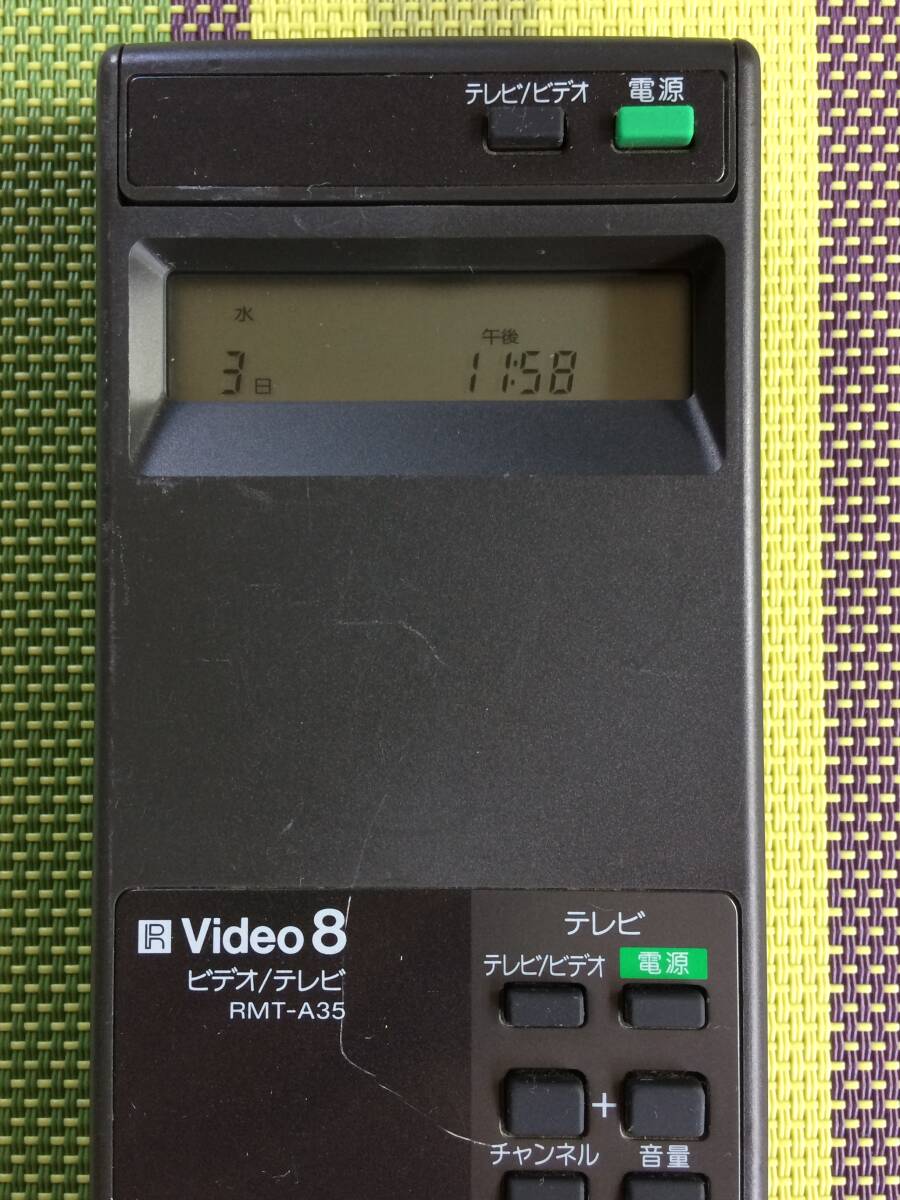 テレビ/ビデオ 電源
水
午後
3日 11:58
R Video8
ビデオ/テレビ
RMT-A35
テレビ
テレビ/ビデオ 電源
+
チャンネル 音量